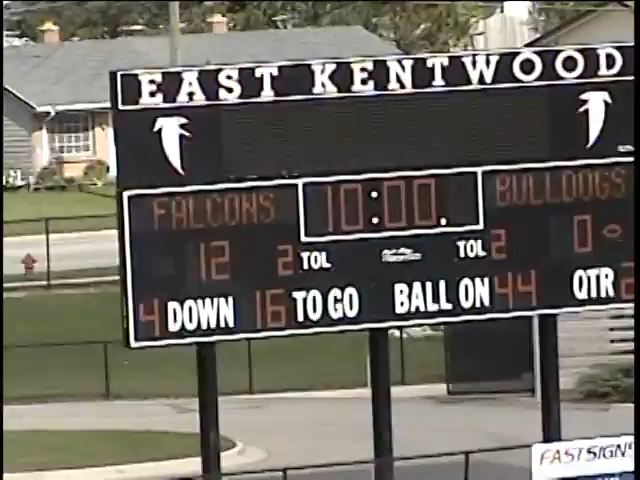 EAST KENTWOOD
FALCONS 10:00. BULLDOGS
12 2 TOL TOL 2 0
4 DOWN 16 TO GO BALL ON 44 QTR 2
FASTSIGNS